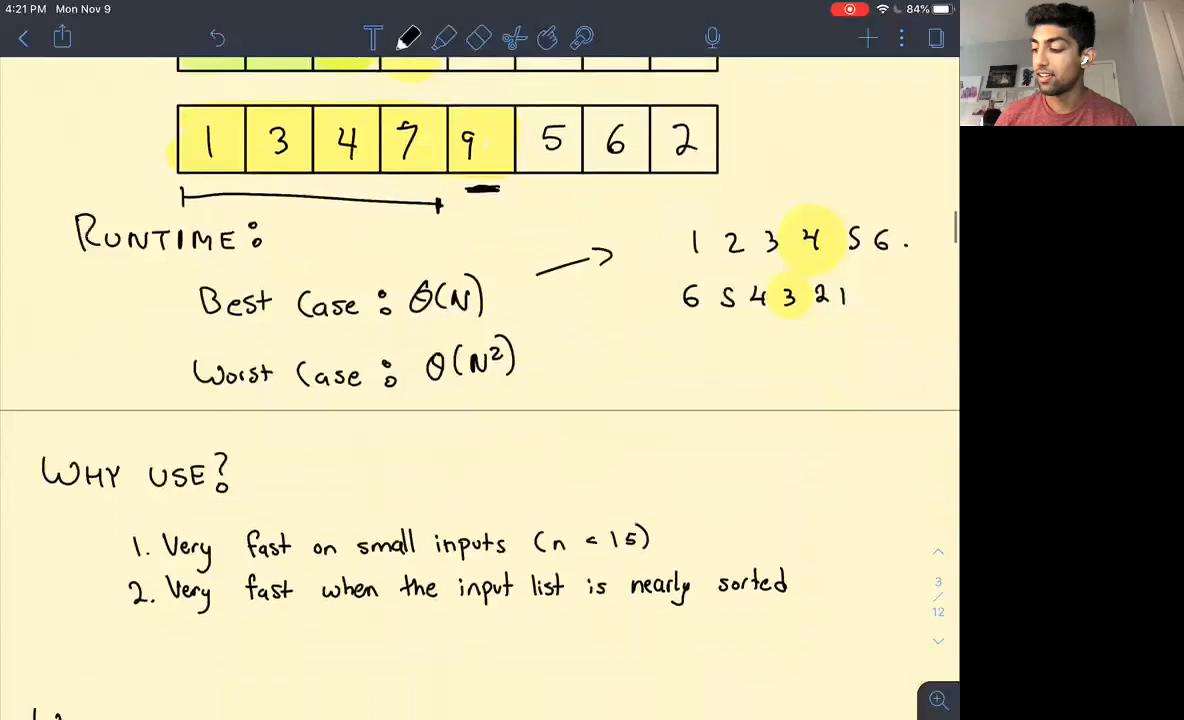 4:21 PM Mon Nov 9
84%
T
1 3 4 7 9 5 6 2
RUNTIME:
1 2 3 4 5 6.
Best Case: Θ(N)
6 5 4 3 2 1
Worst Case: Θ(N²)
WHY USE?
1. Very fast on small inputs (n < 15)
2. Very fast when the input list is nearly sorted
3
/
12